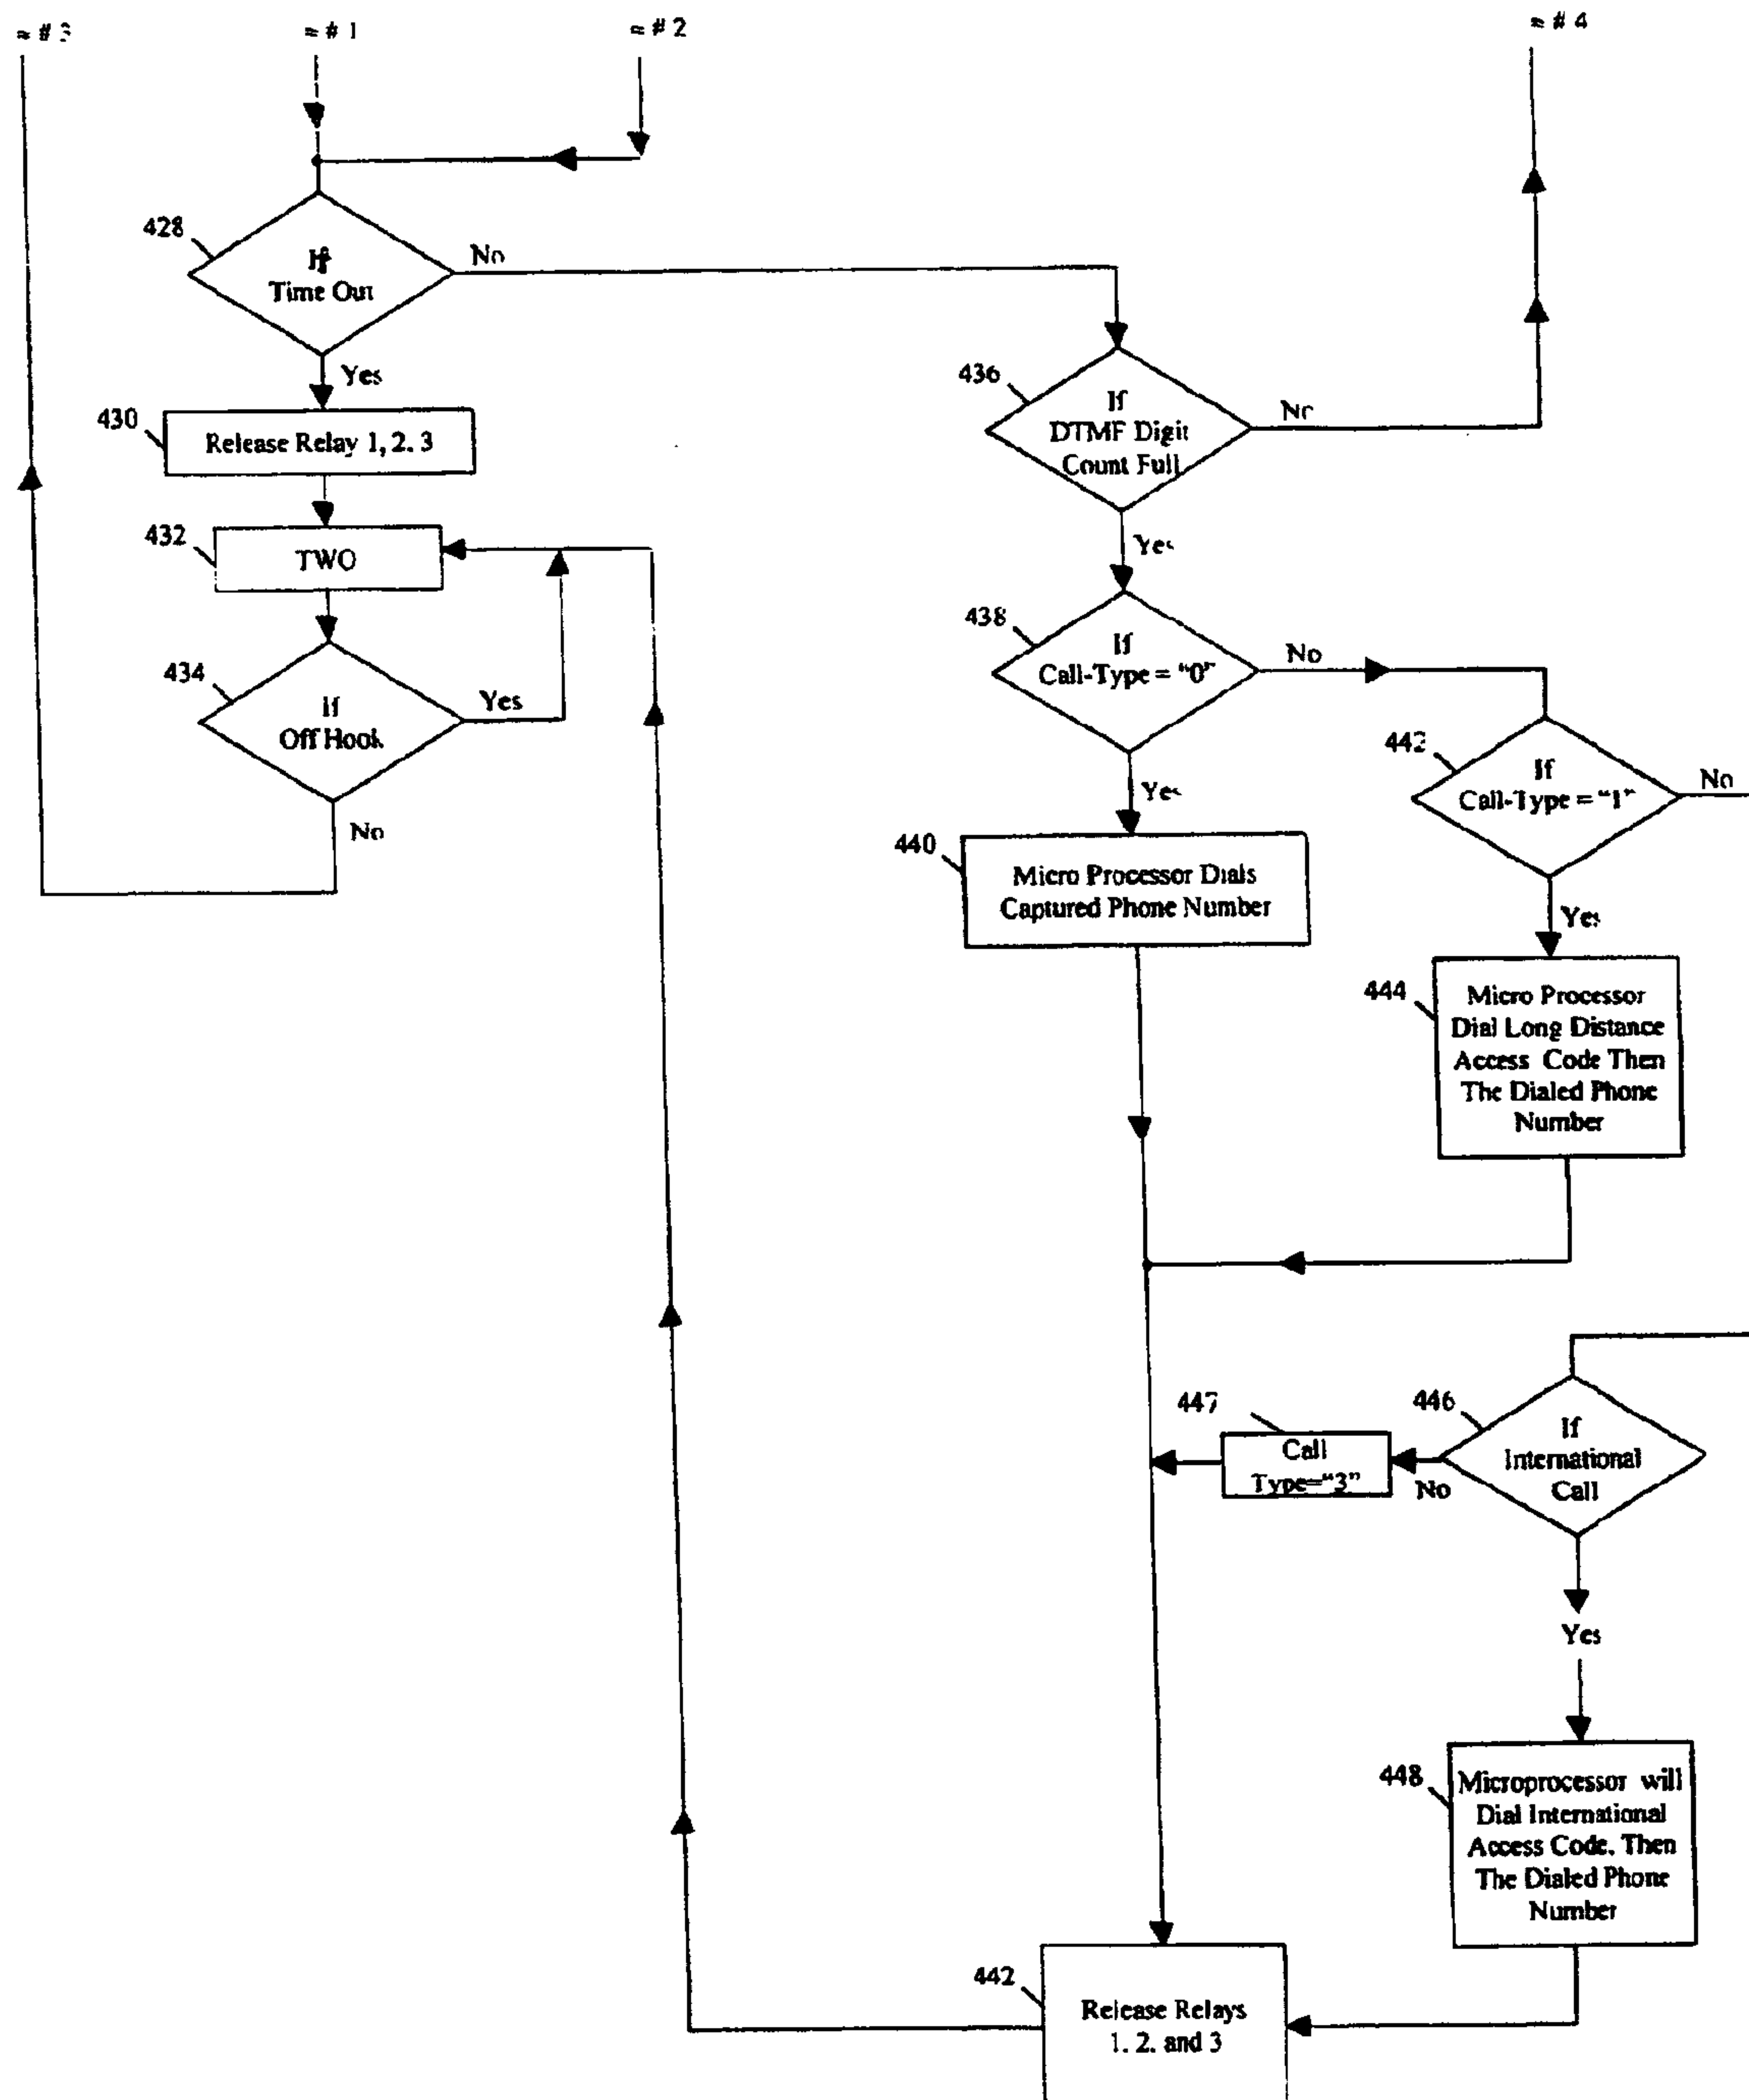 ≈ # 3
≈ # 1
≈ # 2
≈ # 4
428
If
Time Out
No
Yes
430
Release Relay 1, 2. 3
432
TWO
434
If
Off Hook
Yes
No
436
If
DTMF Digit
Count Full
No
Yes
438
If
Call-Type = "0"
No
Yes
442
If
Call-Type = "1"
No
Yes
440
Micro Processor Dials
Captured Phone Number
444
Micro Processor
Dial Long Distance
Access Code Then
The Dialed Phone
Number
447
Call
Type="3"
446
If
International
Call
No
Yes
448
Microprocessor will
Dial International
Access Code. Then
The Dialed Phone
Number
442
Release Relays
1. 2. and 3